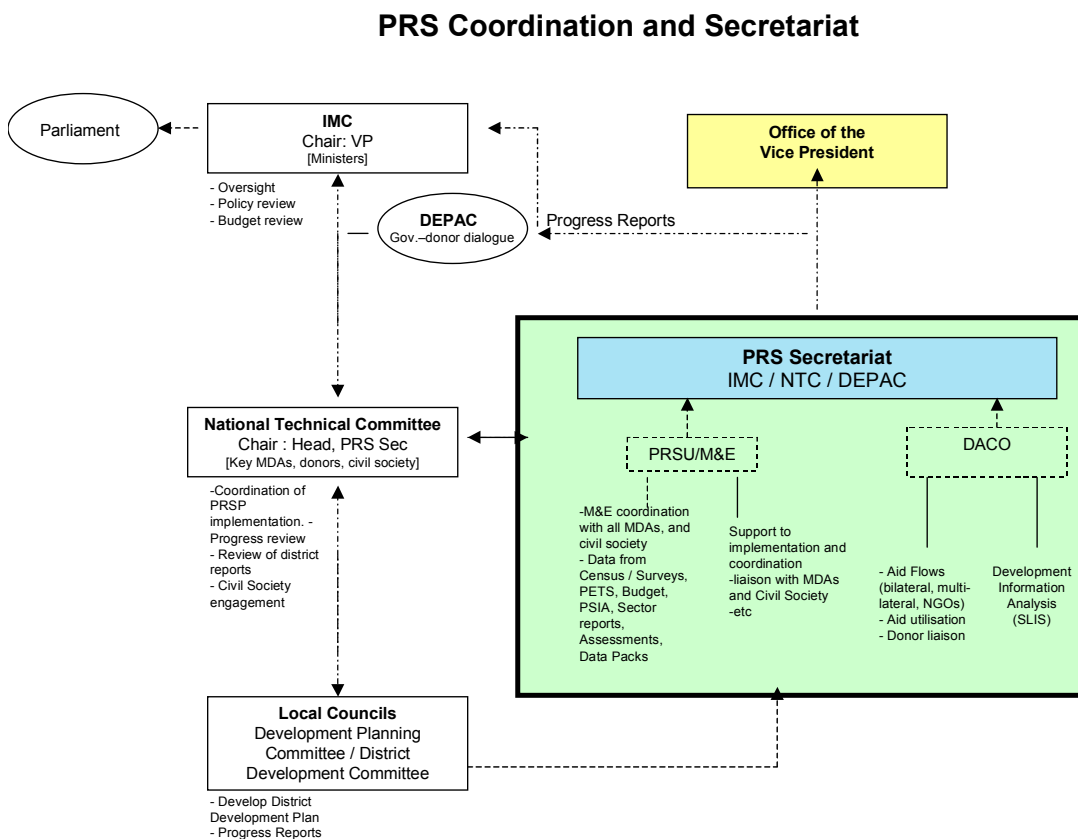 PRS Coordination and Secretariat
Parliament
IMC
Chair: VP
[Ministers]
- Oversight
- Policy review
- Budget review
Office of the
Vice President
DEPAC
Gov.–donor dialogue
Progress Reports
PRS Secretariat
IMC / NTC / DEPAC
National Technical Committee
Chair : Head, PRS Sec
[Key MDAs, donors, civil society]
-Coordination of
PRSP
implementation. -
Progress review
- Review of district
reports
- Civil Society
engagement
PRSU/M&E
-M&E coordination
with all MDAs, and
civil society
- Data from
Census / Surveys,
PETS, Budget,
PSIA, Sector
reports,
Assessments,
Data Packs
Support to
implementation and
coordination
-liaison with MDAs
and Civil Society
-etc
DACO
- Aid Flows
(bilateral, multi-
lateral, NGOs)
- Aid utilisation
- Donor liaison
Development
Information
Analysis
(SLIS)
Local Councils
Development Planning
Committee / District
Development Committee
- Develop District
Development Plan
- Progress Reports